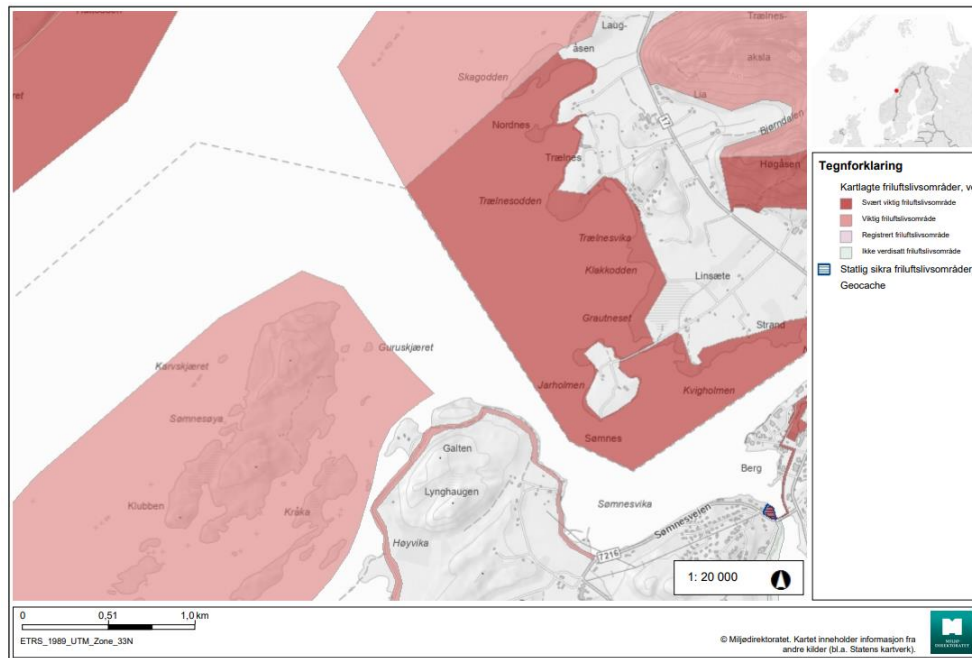 Laug-
åsen
Trælnes-
aksla
Skagodden
Lia
Nordnes
17
Bjørndalen
Trælnes
Høgåsen
Trælnesodden
Trælnesvika
Klakkodden
Linsæte
Grautneset
Strand
Guruskjæret
Karvskjæret
Jarholmen
Kvigholmen
Sømnesøya
Sømnes
Galten
Berg
Lynghaugen
Klubben
Kråka
Sømnesvika
Sømnesveien
Høyvika
7216
1: 20 000
Tegnforklaring
Kartlagte friluftslivsområder, ve
Svært viktig friluftslivsområde
Viktig friluftslivsområde
Registrert friluftslivsområde
Ikke verdisatt friluftslivsområde
Statlig sikra friluftslivsområder
Geocache
0 0,51 1,0 km
ETRS_1989_UTM_Zone_33N
© Miljødirektoratet. Kartet inneholder informasjon fra
andre kilder (bl.a. Statens kartverk).
MILJØ-
DIREKTORATET